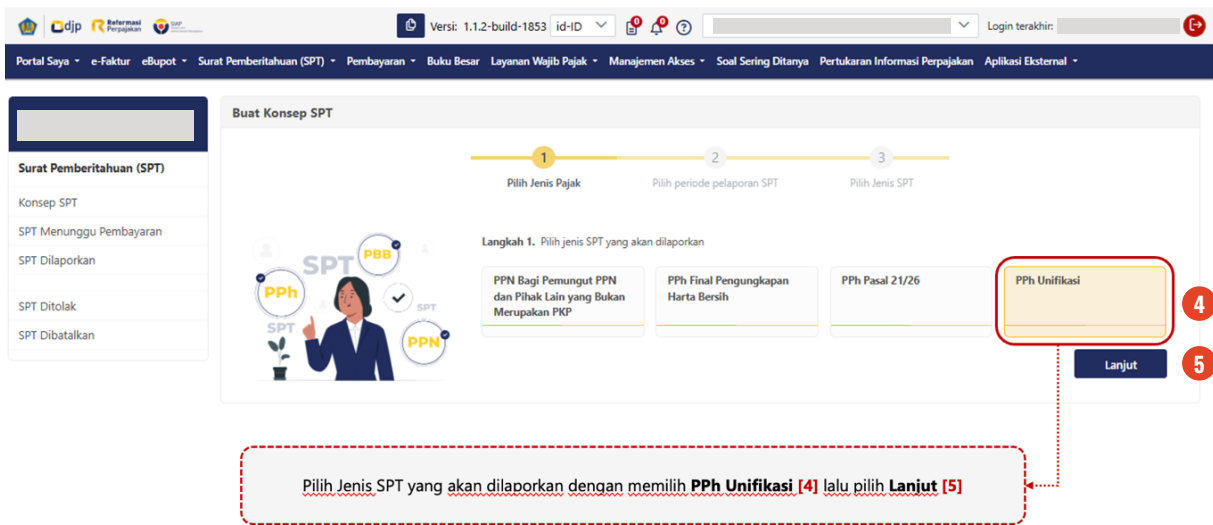 djp Reformasi Perpajakan SIAP
Versi: 1.1.2-build-1853 id-ID 0 0 ? Login terakhir:
Portal Saya e-Faktur eBupot Surat Pemberitahuan (SPT) Pembayaran Buku Besar Layanan Wajib Pajak Manajemen Akses Soal Sering Ditanya Pertukaran Informasi Perpajakan Aplikasi Eksternal
Surat Pemberitahuan (SPT)
Konsep SPT
SPT Menunggu Pembayaran
SPT Dilaporkan
SPT Ditolak
SPT Dibatalkan
Buat Konsep SPT
1 2 3
Pilih Jenis Pajak Pilih periode pelaporan SPT Pilih Jenis SPT
SPT PBB
PPh SPT
SPT PPN
Langkah 1. Pilih jenis SPT yang akan dilaporkan
PPN Bagi Pemungut PPN
dan Pihak Lain yang Bukan
Merupakan PKP
PPh Final Pengungkapan
Harta Bersih
PPh Pasal 21/26
PPh Unifikasi
4
Lanjut 5
Pilih Jenis SPT yang akan dilaporkan dengan memilih PPh Unifikasi [4] lalu pilih Lanjut [5]